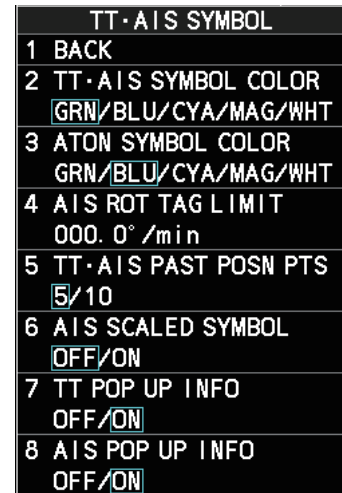 TT·AIS SYMBOL
1 BACK
2 TT·AIS SYMBOL COLOR
GRN/BLU/CYA/MAG/WHT
3 ATON SYMBOL COLOR
GRN/BLU/CYA/MAG/WHT
4 AIS ROT TAG LIMIT
000.0°/min
5 TT·AIS PAST POSN PTS
5/10
6 AIS SCALED SYMBOL
OFF/ON
7 TT POP UP INFO
OFF/ON
8 AIS POP UP INFO
OFF/ON